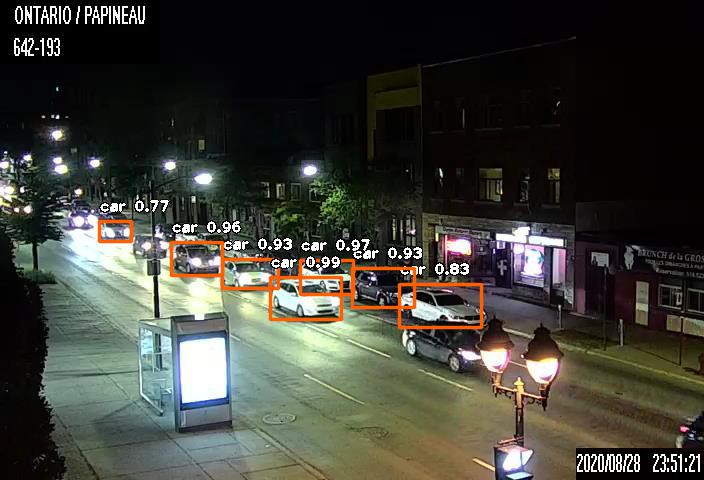 ONTARIO / PAPINEAU
642-193
car 0.77
car 0.96
car 0.93
car 0.97
car 0.93
car 0.99
car 0.83
BRUNCH de la
2020/08/28 23:51:21